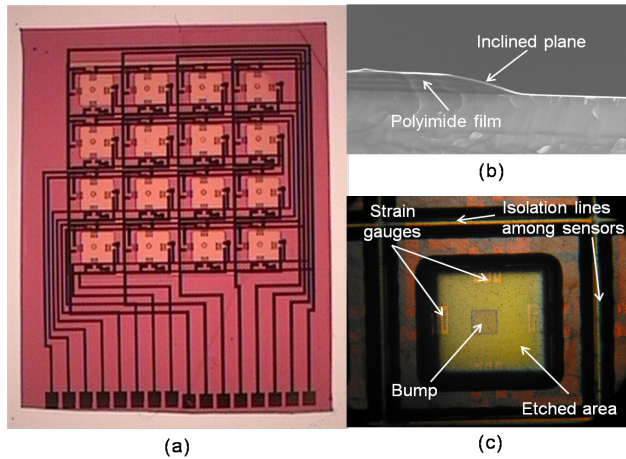 Inclined plane
Polyimide film
(b)
Strain
gauges
Isolation lines
among sensors
Bump
Etched area
(a)
(c)